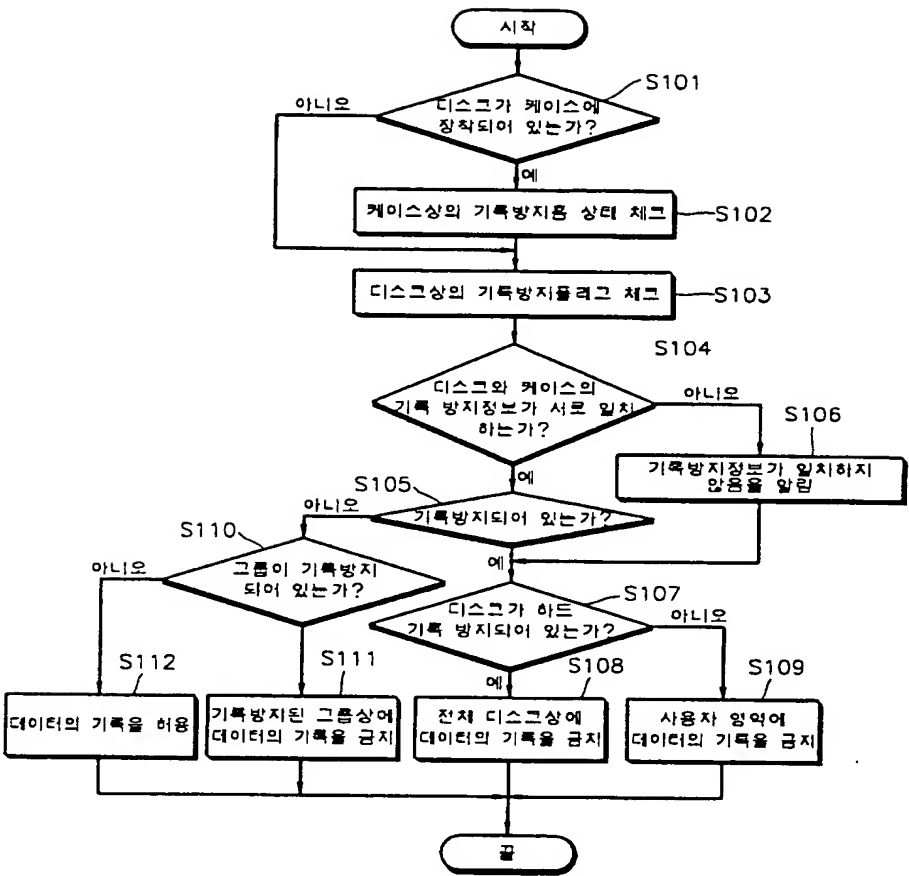 시작
S101
아니오
디스크가 케이스에
장착되어 있는가?
예
케이스상의 기록방지홈 상태 체크
S102
디스크상의 기록방지플래그 체크
S103
S104
디스크와 케이스의
기록 방지정보가 서로 일치
하는가?
아니오
S106
기록방지정보가 일치하지
않음을 알림
예
S105
기록방지되어 있는가?
아니오
S110
그룹이 기록방지
되어 있는가?
아니오
예
S107
디스크가 하드
기록 방지되어 있는가?
아니오
예
S112
데이터의 기록을 허용
S111
기록방지된 그룹상에
데이터의 기록을 금지
S108
전체 디스크상에
데이터의 기록을 금지
S109
사용자 영역에
데이터의 기록을 금지
끝